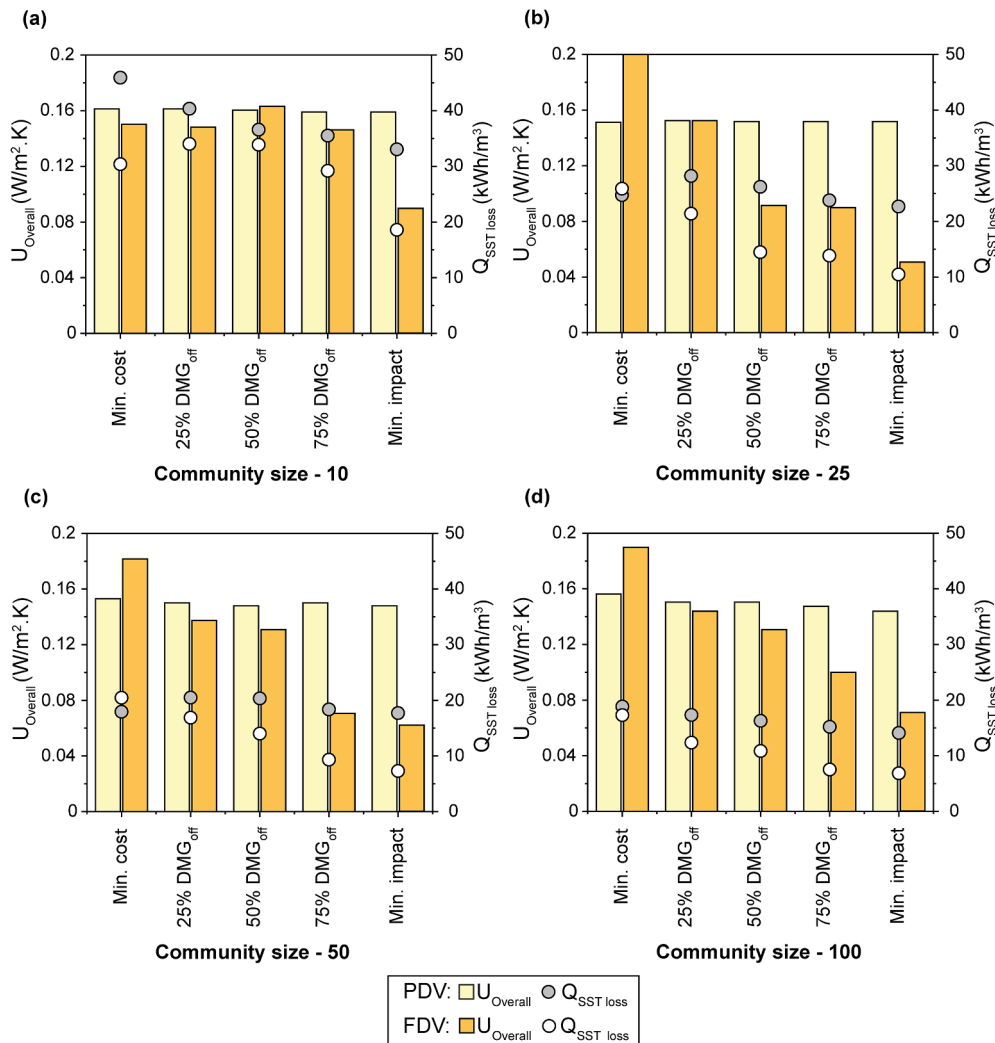 (a)
U_Overall (W/m².K)
0.2
0.16
0.12
0.08
0.04
0
50
40
30
20
10
0
Q_SST loss (kWh/m³)
Min. cost
25% DMG_off
50% DMG_off
75% DMG_off
Min. impact
Community size - 10
(b)
U_Overall (W/m².K)
0.2
0.16
0.12
0.08
0.04
0
50
40
30
20
10
0
Q_SST loss (kWh/m³)
Min. cost
25% DMG_off
50% DMG_off
75% DMG_off
Min. impact
Community size - 25
(c)
U_Overall (W/m².K)
0.2
0.16
0.12
0.08
0.04
0
50
40
30
20
10
0
Q_SST loss (kWh/m³)
Min. cost
25% DMG_off
50% DMG_off
75% DMG_off
Min. impact
Community size - 50
(d)
U_Overall (W/m².K)
0.2
0.16
0.12
0.08
0.04
0
50
40
30
20
10
0
Q_SST loss (kWh/m³)
Min. cost
25% DMG_off
50% DMG_off
75% DMG_off
Min. impact
Community size - 100
PDV: U_Overall Q_SST loss
FDV: U_Overall Q_SST loss